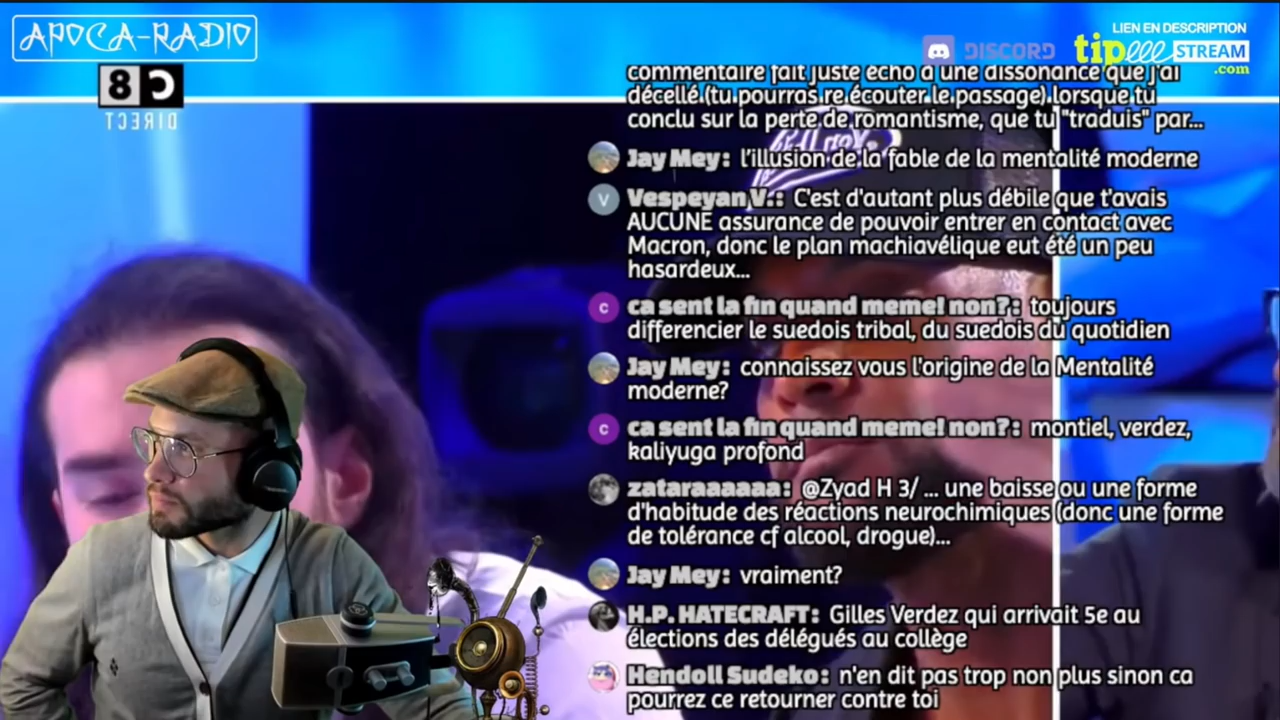 APOCA-RADIO
LIEN EN DESCRIPTION
DISCORD
tipeee STREAM
.com
C8
DIRECT
commentaire fait juste écho à une dissonance que j'ai
décellé (tu pourras re écouter le passage) lorsque tu
conclu sur la perte de romantisme, que tu "traduis" par...
Jay Mey: l'illusion de la fable de la mentalité moderne
V
Vespeyan V.: C'est d'autant plus débile que t'avais
AUCUNE assurance de pouvoir entrer en contact avec
Macron, donc le plan machiavélique eut été un peu
hasardeux...
c
ca sent la fin quand meme! non?: toujours
differencier le suedois tribal, du suedois du quotidien
Jay Mey: connaissez vous l'origine de la Mentalité
moderne?
c
ca sent la fin quand meme! non?: montiel, verdez,
kaliyuga profond
zataraaaaaa: @Zyad H 3/ ... une baisse ou une forme
d'habitude des réactions neurochimiques (donc une forme
de tolérance cf alcool, drogue)...
Jay Mey: vraiment?
H.P. HATECRAFT: Gilles Verdez qui arrivait 5e au
élections des délégués au collège
Hendoll Sudeko: n'en dit pas trop non plus sinon ca
pourrez ce retourner contre toi